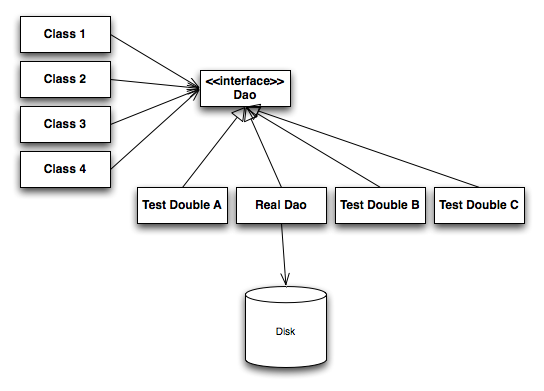 Class 1
Class 2
Class 3
Class 4
<<interface>>
Dao
Test Double A
Real Dao
Test Double B
Test Double C
Disk